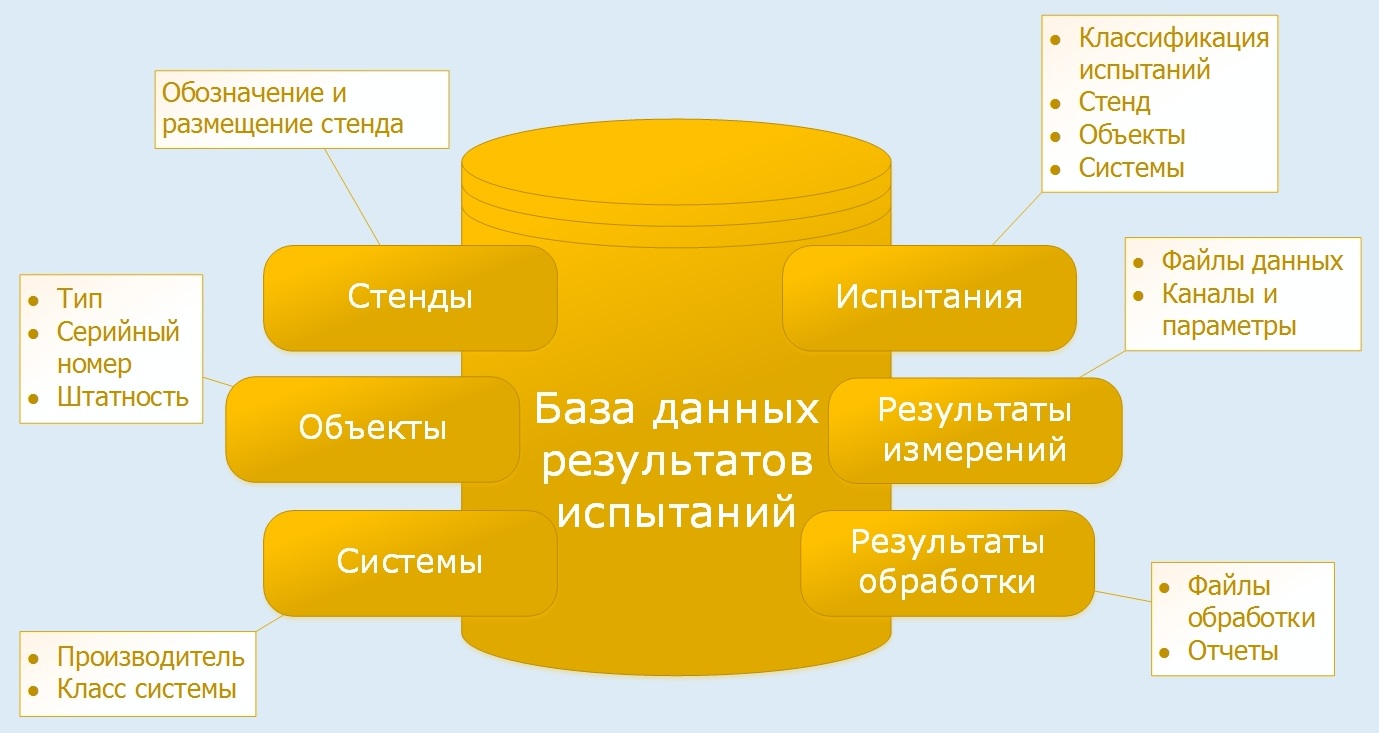 Обозначение и
размещение стенда
Стенды
Тип
Серийный
номер
Штатность
Объекты
Системы
Производитель
Класс системы
База данных
результатов
испытаний
Классификация
испытаний
Стенд
Объекты
Системы
Испытания
Файлы данных
Каналы и
параметры
Результаты
измерений
Результаты
обработки
Файлы
обработки
Отчеты